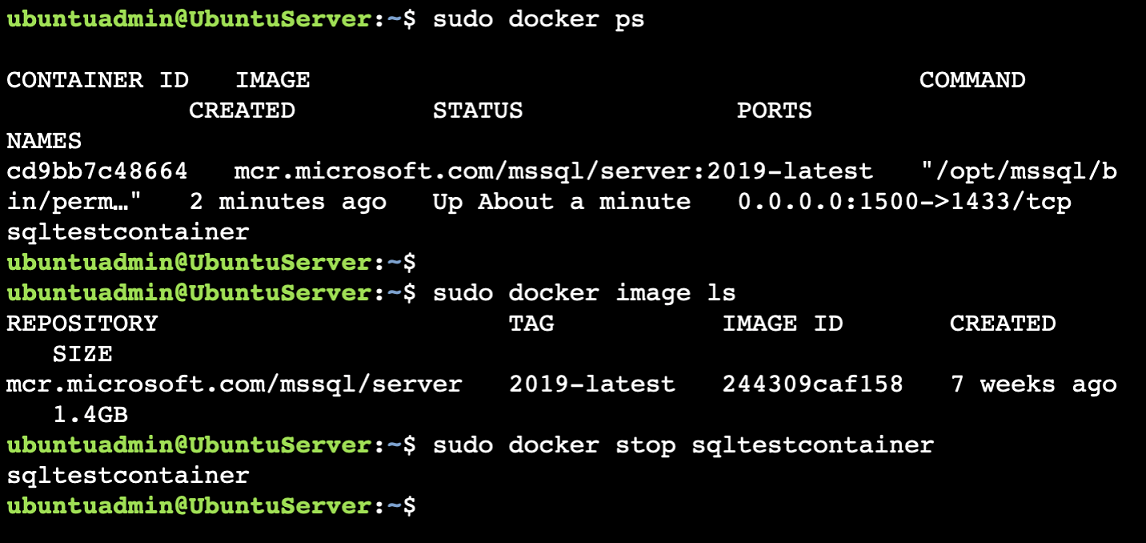 ubuntuadmin@UbuntuServer:~$ sudo docker ps
CONTAINER ID   IMAGE                                        COMMAND
            CREATED         STATUS              PORTS
NAMES
cd9bb7c48664   mcr.microsoft.com/mssql/server:2019-latest   "/opt/mssql/b
in/perm…"   2 minutes ago   Up About a minute   0.0.0.0:1500->1433/tcp
sqltestcontainer
ubuntuadmin@UbuntuServer:~$
ubuntuadmin@UbuntuServer:~$ sudo docker image ls
REPOSITORY                       TAG           IMAGE ID       CREATED
   SIZE
mcr.microsoft.com/mssql/server   2019-latest   244309caf158   7 weeks ago
   1.4GB
ubuntuadmin@UbuntuServer:~$ sudo docker stop sqltestcontainer
sqltestcontainer
ubuntuadmin@UbuntuServer:~$